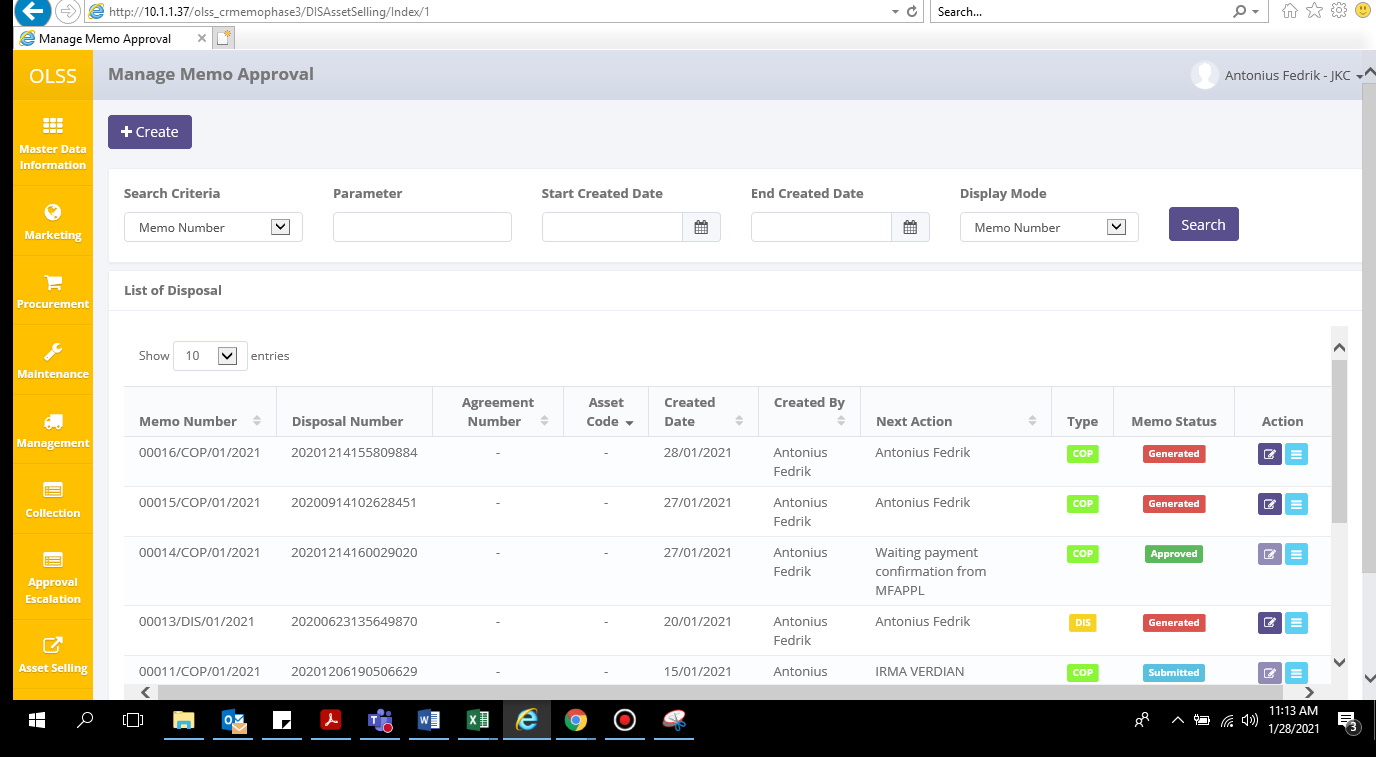 http://10.1.1.37/olss_crmemophase3/DISAssetSelling/Index/1
Search...
Manage Memo Approval
OLSS
Manage Memo Approval
Antonius Fedrik - JKC
Create
Master Data
Information
Marketing
Procurement
Maintenance
Management
Collection
Approval
Escalation
Asset Selling
Search Criteria Parameter Start Created Date End Created Date Display Mode
Memo Number Memo Number Search
List of Disposal
Show 10 entries
Memo Number Disposal Number Agreement Number Asset Code Created Date Created By Next Action Type Memo Status Action
00016/COP/01/2021 20201214155809884 - - 28/01/2021 Antonius Fedrik Antonius Fedrik COP Generated
00015/COP/01/2021 20200914102628451 - - 27/01/2021 Antonius Fedrik Antonius Fedrik COP Generated
00014/COP/01/2021 20201214160029020 - - 27/01/2021 Antonius Fedrik Waiting payment confirmation from MFAPPL COP Approved
00013/DIS/01/2021 20200623135649870 - - 20/01/2021 Antonius Fedrik Antonius Fedrik DIS Generated
00011/COP/01/2021 20201206190506629 - - 15/01/2021 Antonius IRMA VERDIAN COP Submitted
11:13 AM
1/28/2021
3